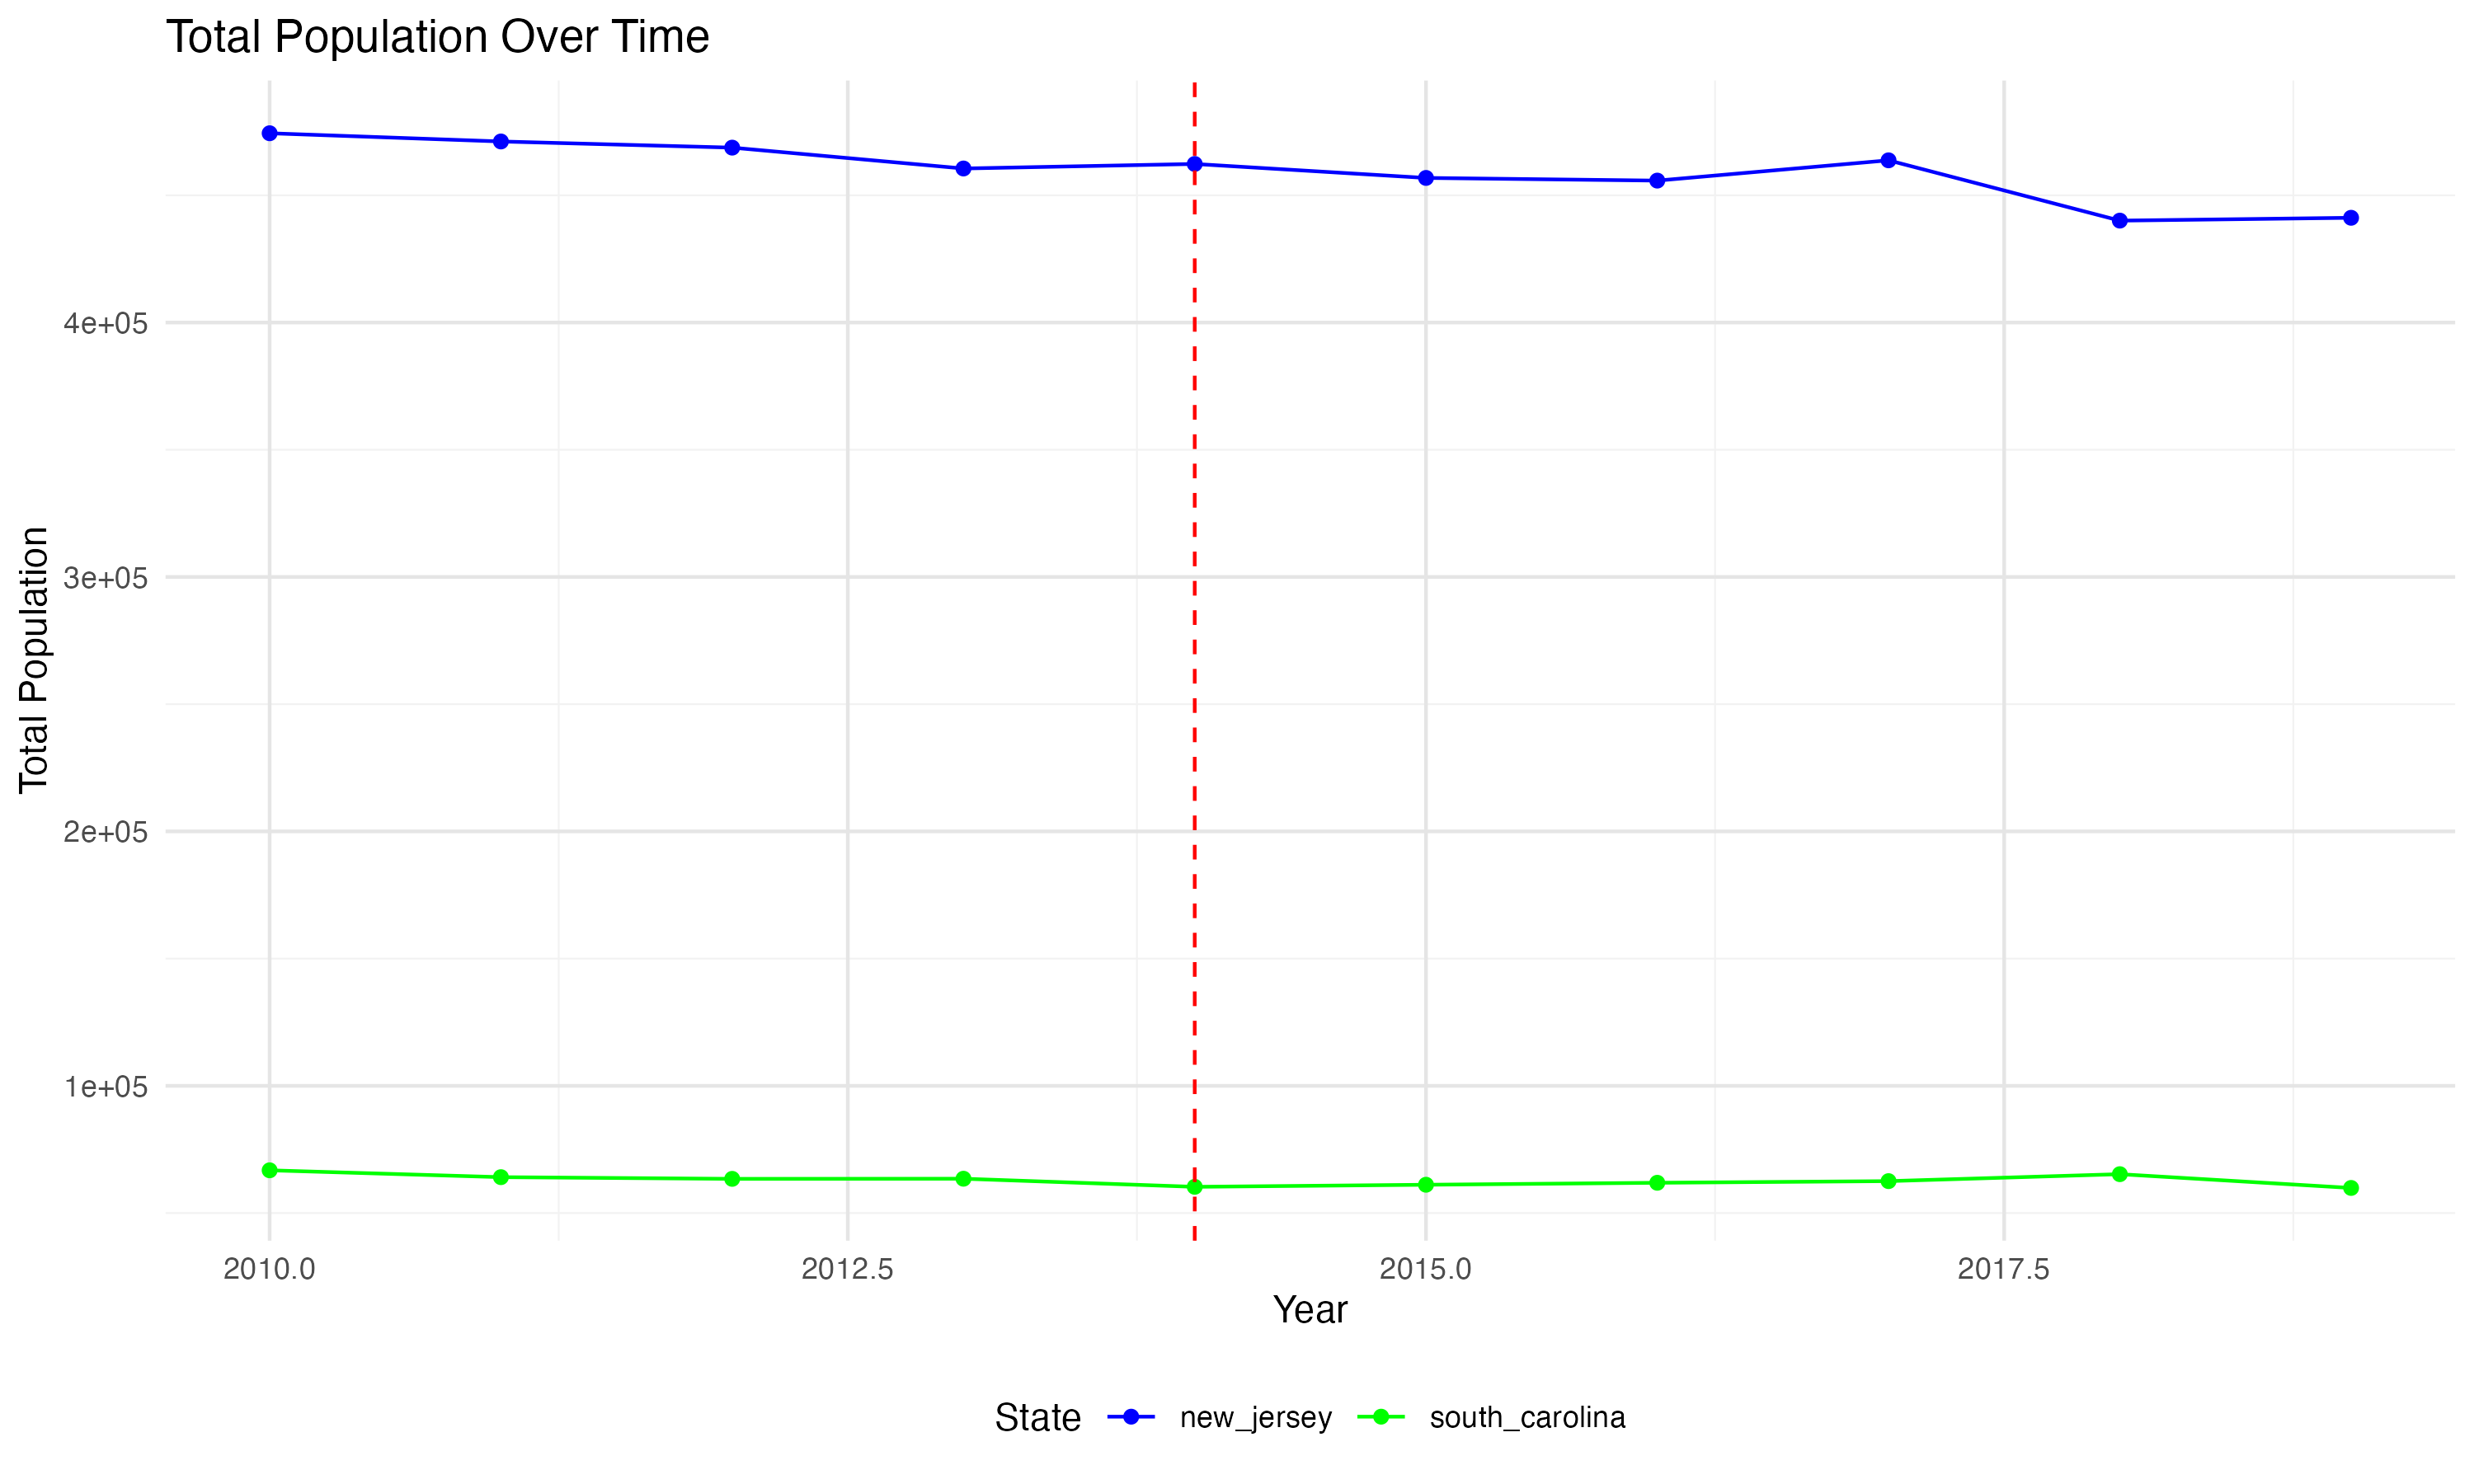 Total Population Over Time
Total Population
4e+05
3e+05
2e+05
1e+05
2010.0 2012.5 2015.0 2017.5
Year
State new_jersey south_carolina